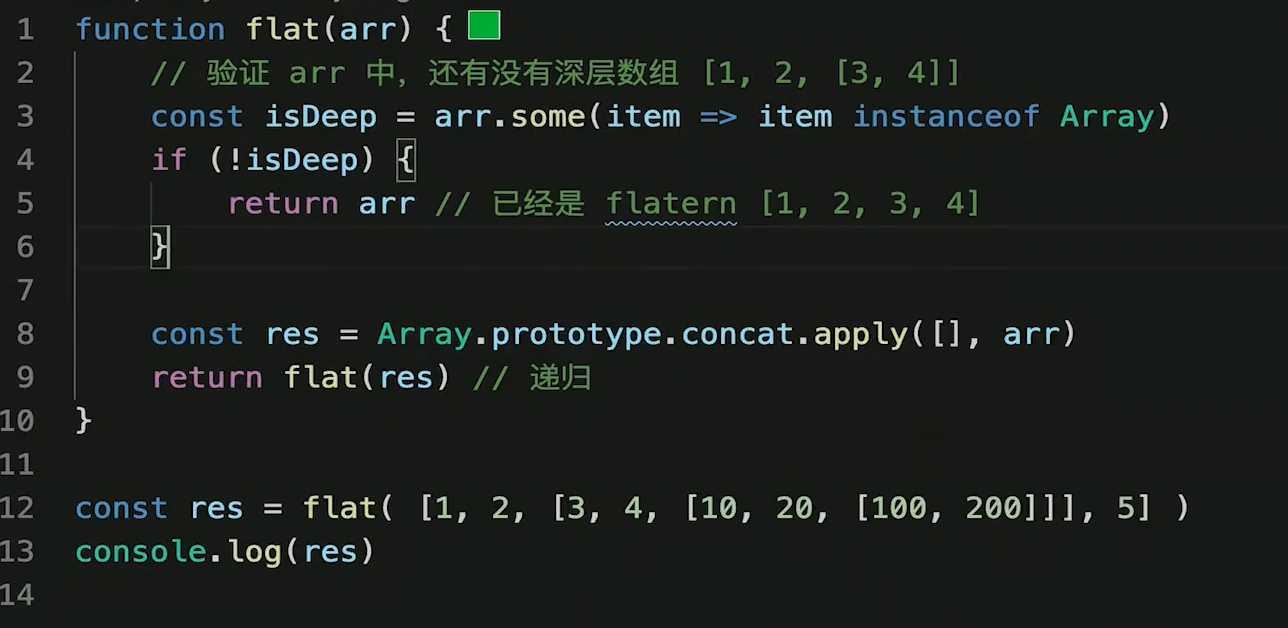 1 function flat(arr) {
2 // 验证 arr 中，还有没有深层数组 [1, 2, [3, 4]]
3 const isDeep = arr.some(item => item instanceof Array)
4 if (!isDeep) {
5 return arr // 已经是 flatern [1, 2, 3, 4]
6 }
7
8 const res = Array.prototype.concat.apply([], arr)
9 return flat(res) // 递归
10 }
11
12 const res = flat( [1, 2, [3, 4, [10, 20, [100, 200]]], 5] )
13 console.log(res)
14